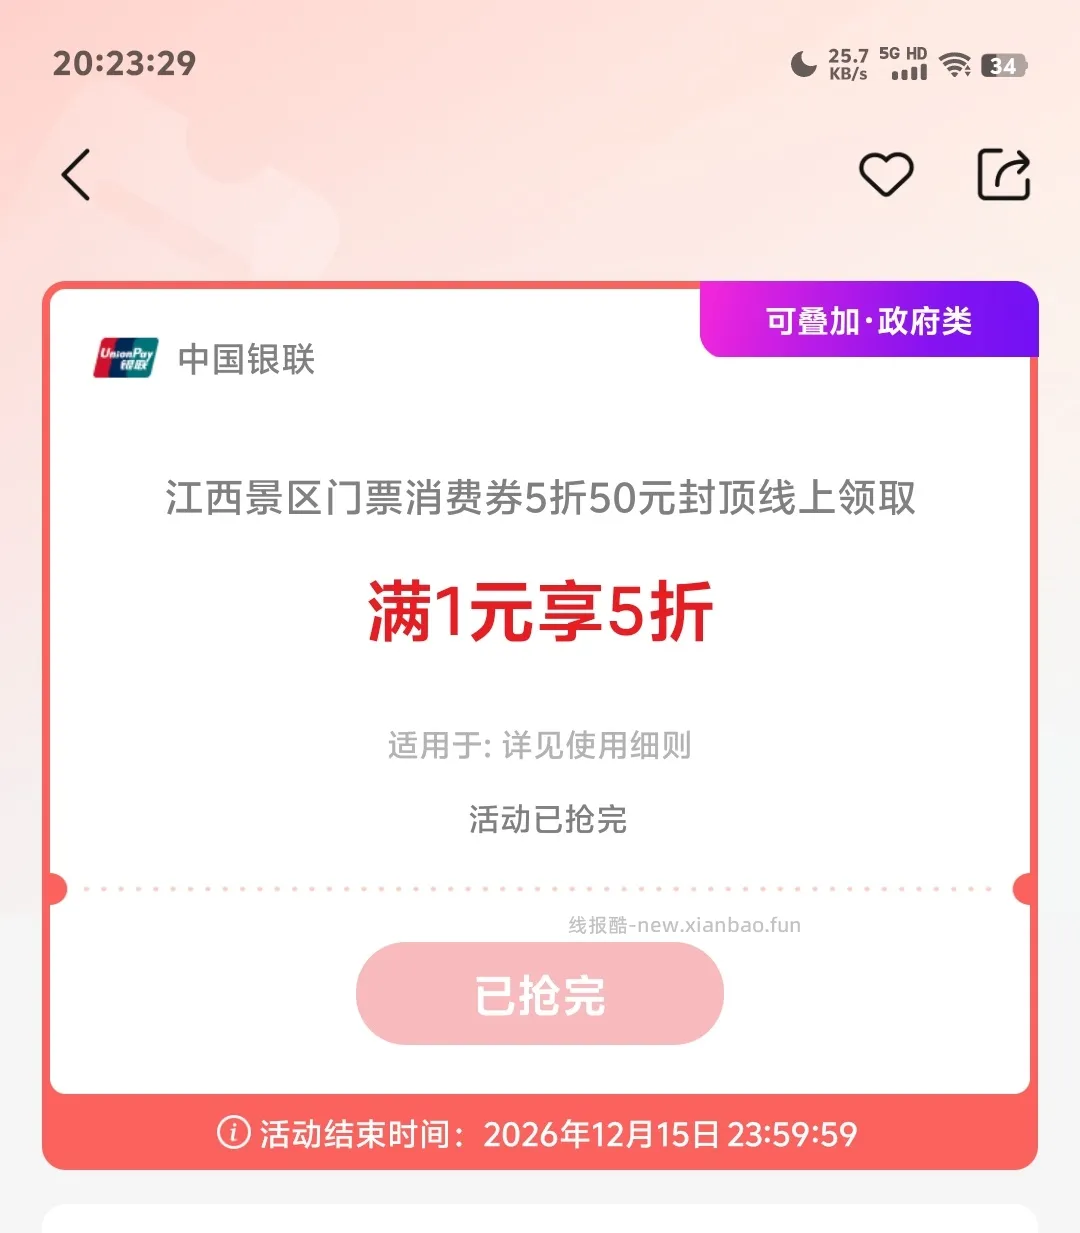 20:23:29
25.7 KB/s 5G HD 34
可叠加·政府类
UnionPay 银联
中国银联
江西景区门票消费券5折50元封顶线上领取
满1元享5折
适用于: 详见使用细则
活动已抢完
线报酷-new.xianbao.fun
已抢完
活动结束时间：2026年12月15日 23:59:59